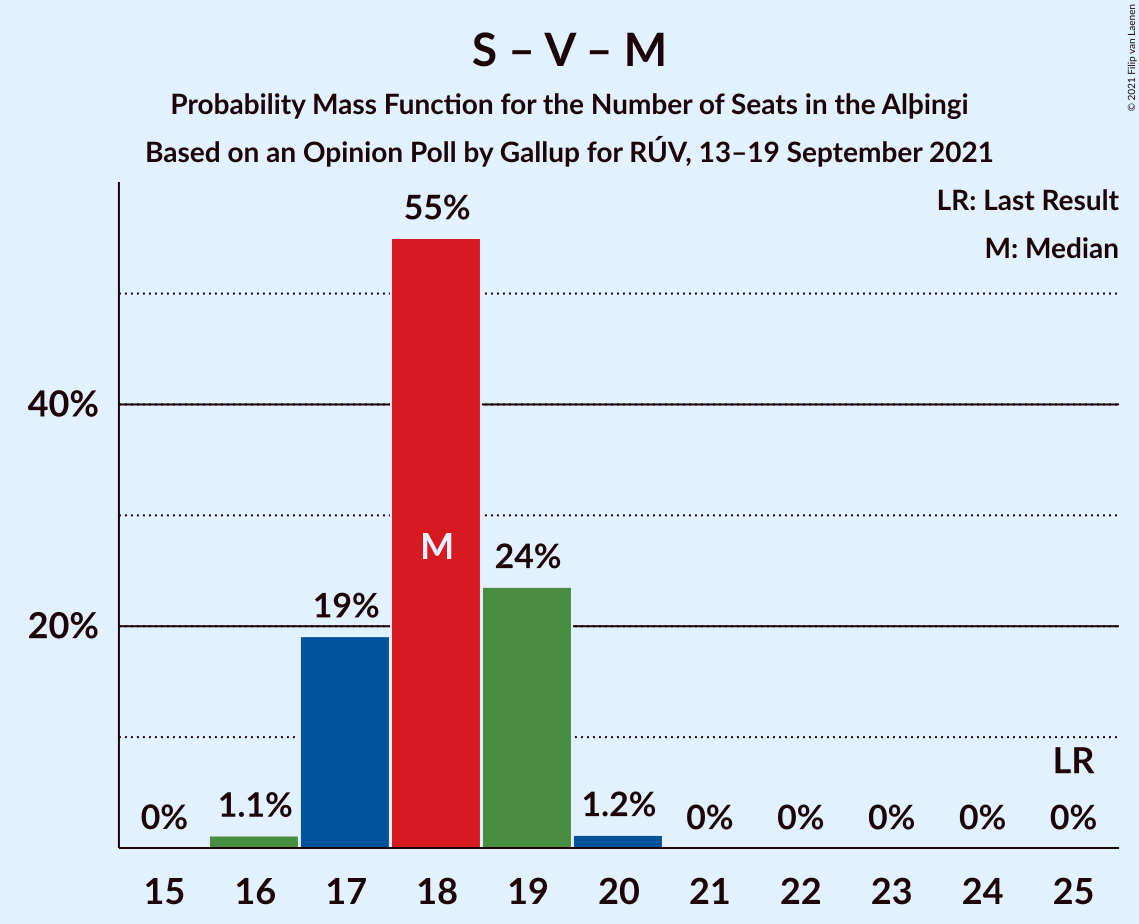 S – V – M
Probability Mass Function for the Number of Seats in the Alþingi
Based on an Opinion Poll by Gallup for RÚV, 13–19 September 2021
© 2021 Filip van Laenen
LR: Last Result
M: Median
55%
40%
M
24%
19%
20%
LR
0%
1.1%
1.2%
0%
0%
0%
0%
0%
15 16 17 18 19 20 21 22 23 24 25